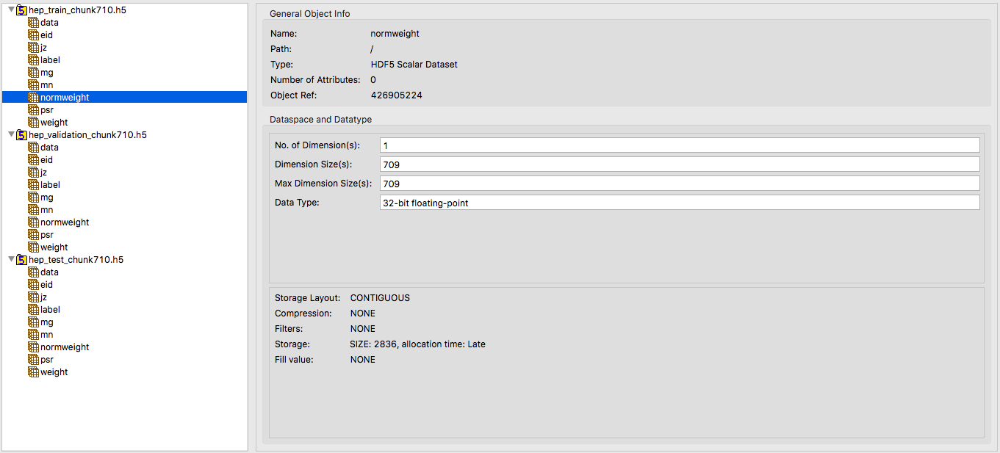 hep_train_chunk710.h5
data
eid
jz
label
mg
mn
normweight
psr
weight
hep_validation_chunk710.h5
data
eid
jz
label
mg
mn
normweight
psr
weight
hep_test_chunk710.h5
data
eid
jz
label
mg
mn
normweight
psr
weight
General Object Info
Name: normweight
Path: /
Type: HDF5 Scalar Dataset
Number of Attributes: 0
Object Ref: 426905224
Dataspace and Datatype
No. of Dimension(s): 1
Dimension Size(s): 709
Max Dimension Size(s): 709
Data Type: 32-bit floating-point
Storage Layout: CONTIGUOUS
Compression: NONE
Filters: NONE
Storage: SIZE: 2836, allocation time: Late
Fill value: NONE